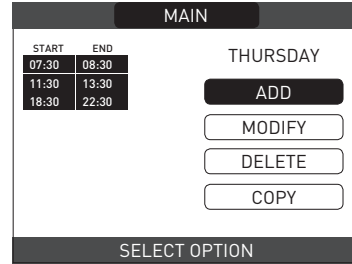 MAIN
START END
07:30 08:30
11:30 13:30
18:30 22:30
THURSDAY
ADD
MODIFY
DELETE
COPY
SELECT OPTION